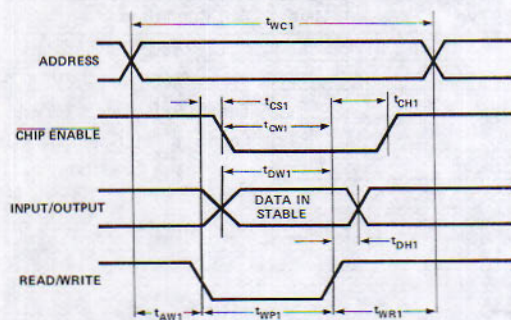 tWC1
ADDRESS
tCS1
tCH1
tCW1
CHIP ENABLE
tDW1
INPUT/OUTPUT
DATA IN
STABLE
tDH1
READ/WRITE
tAW1
tWP1
tWR1